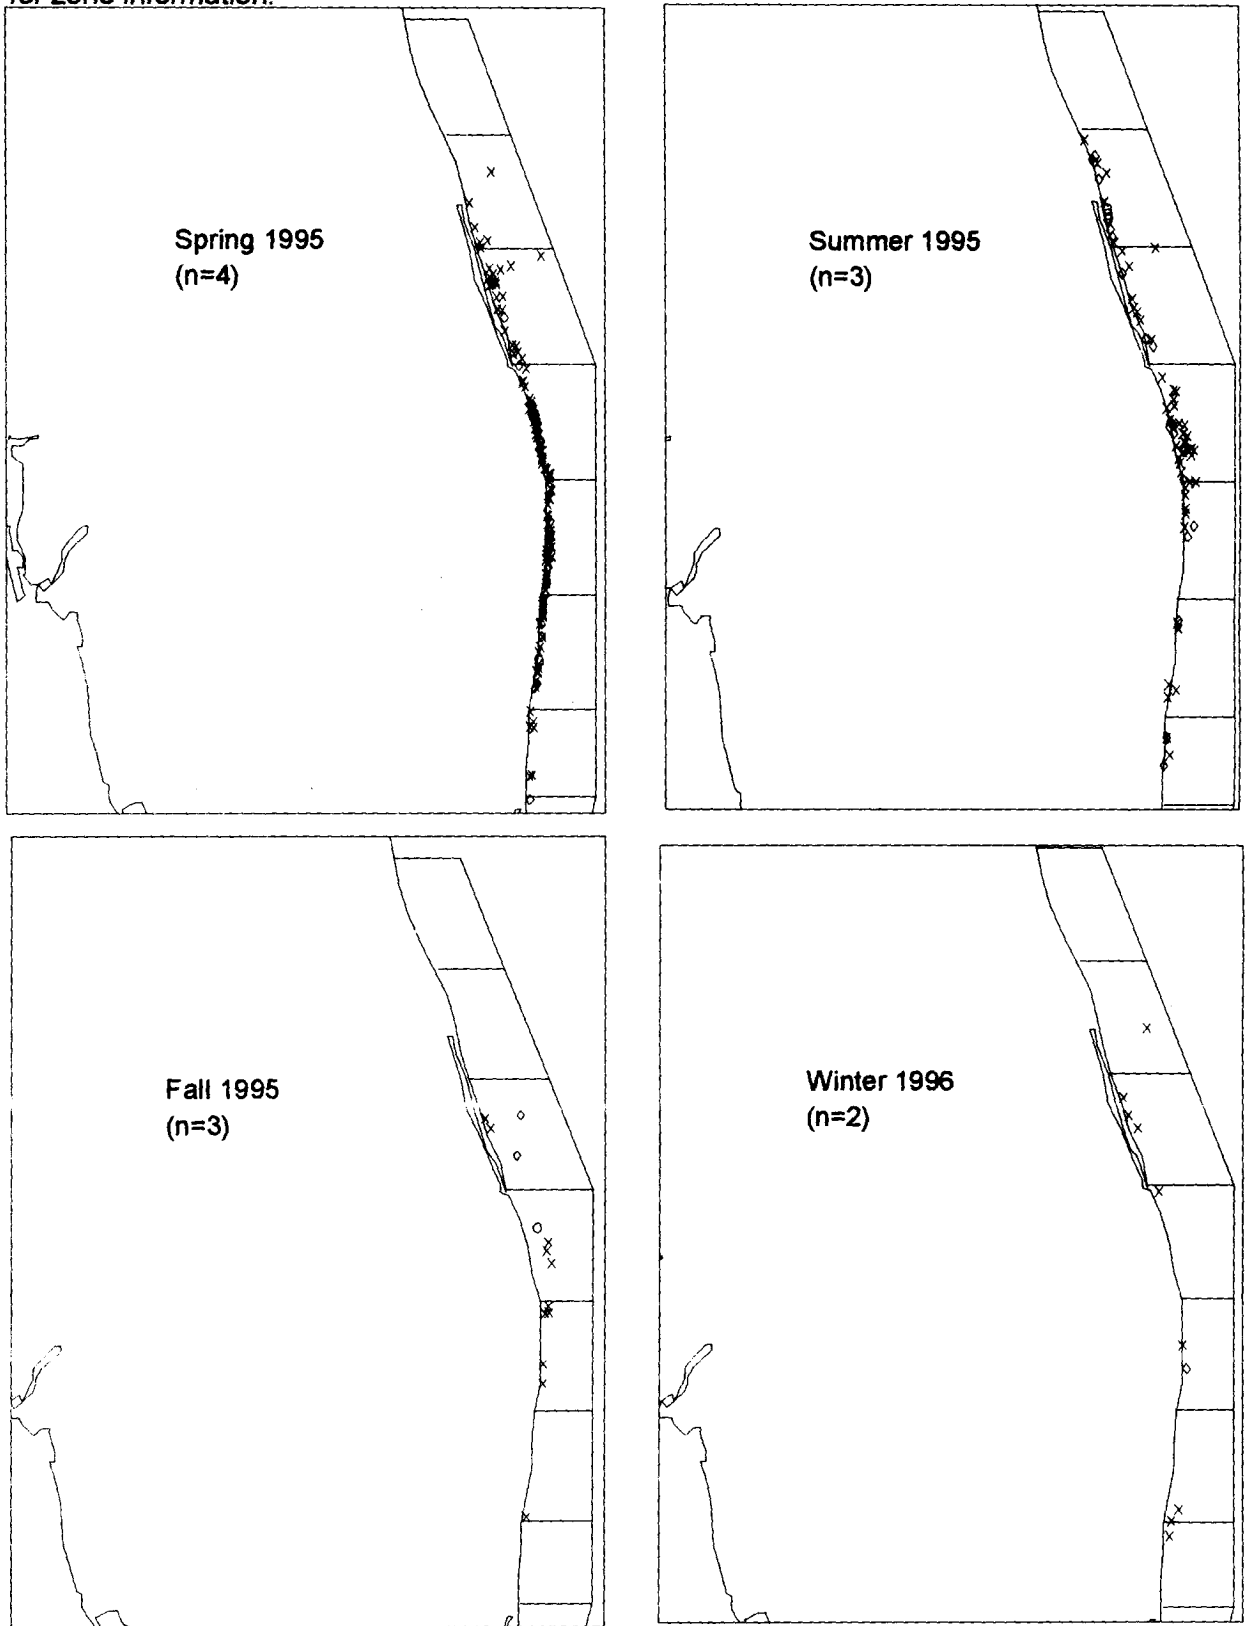 for zone information.
Spring 1995
(n=4)
Summer 1995
(n=3)
Fall 1995
(n=3)
Winter 1996
(n=2)